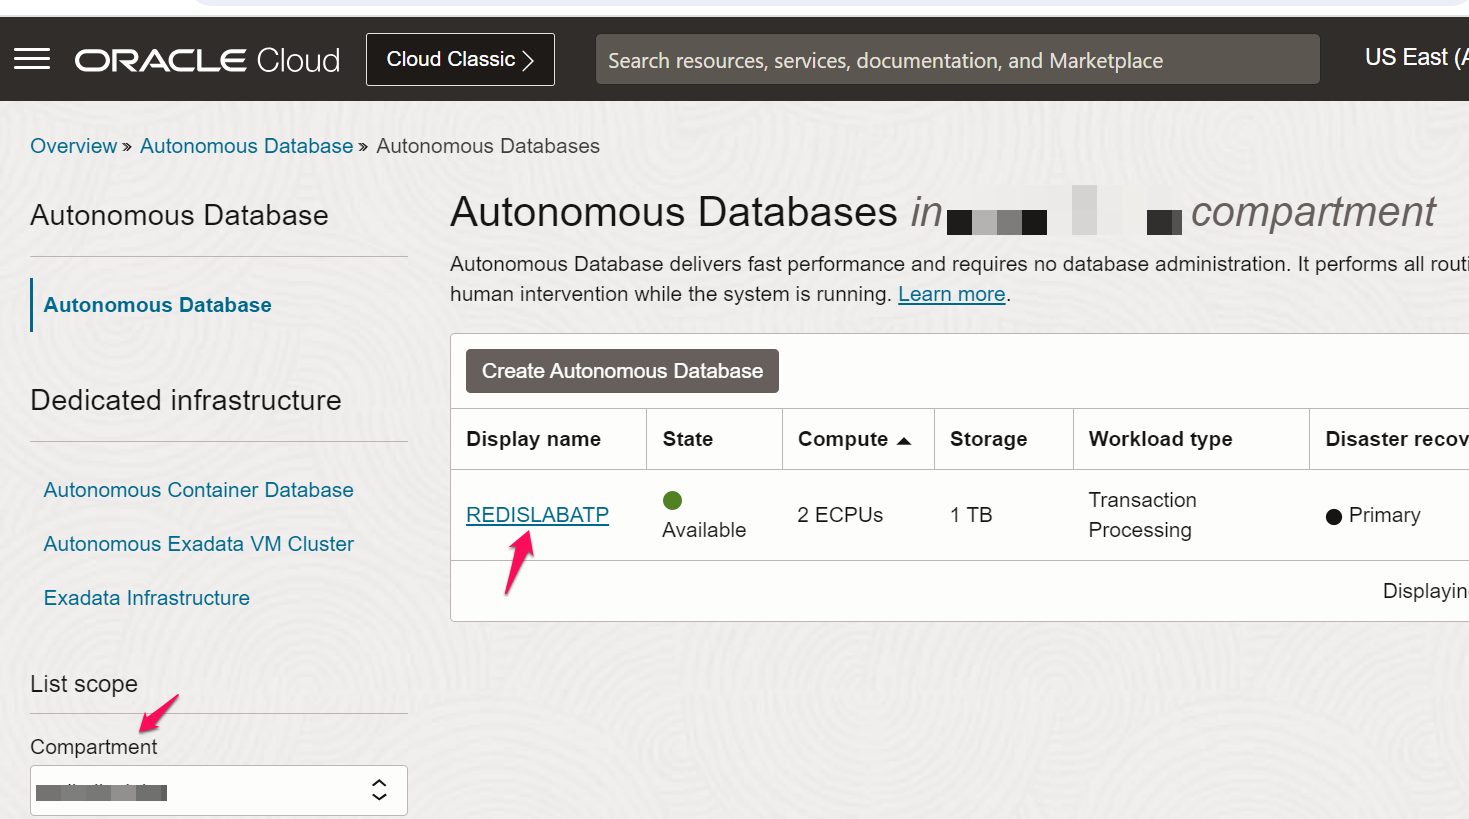 ORACLE Cloud
Cloud Classic
Search resources, services, documentation, and Marketplace
US East (A
Overview » Autonomous Database » Autonomous Databases
Autonomous Database
Autonomous Database
Dedicated infrastructure
Autonomous Container Database
Autonomous Exadata VM Cluster
Exadata Infrastructure
List scope
Compartment
Autonomous Databases in compartment
Autonomous Database delivers fast performance and requires no database administration. It performs all routi
human intervention while the system is running. Learn more.
Create Autonomous Database
Display name State Compute Storage Workload type Disaster recov
REDISLABATP Available 2 ECPUs 1 TB Transaction Processing Primary
Displaying